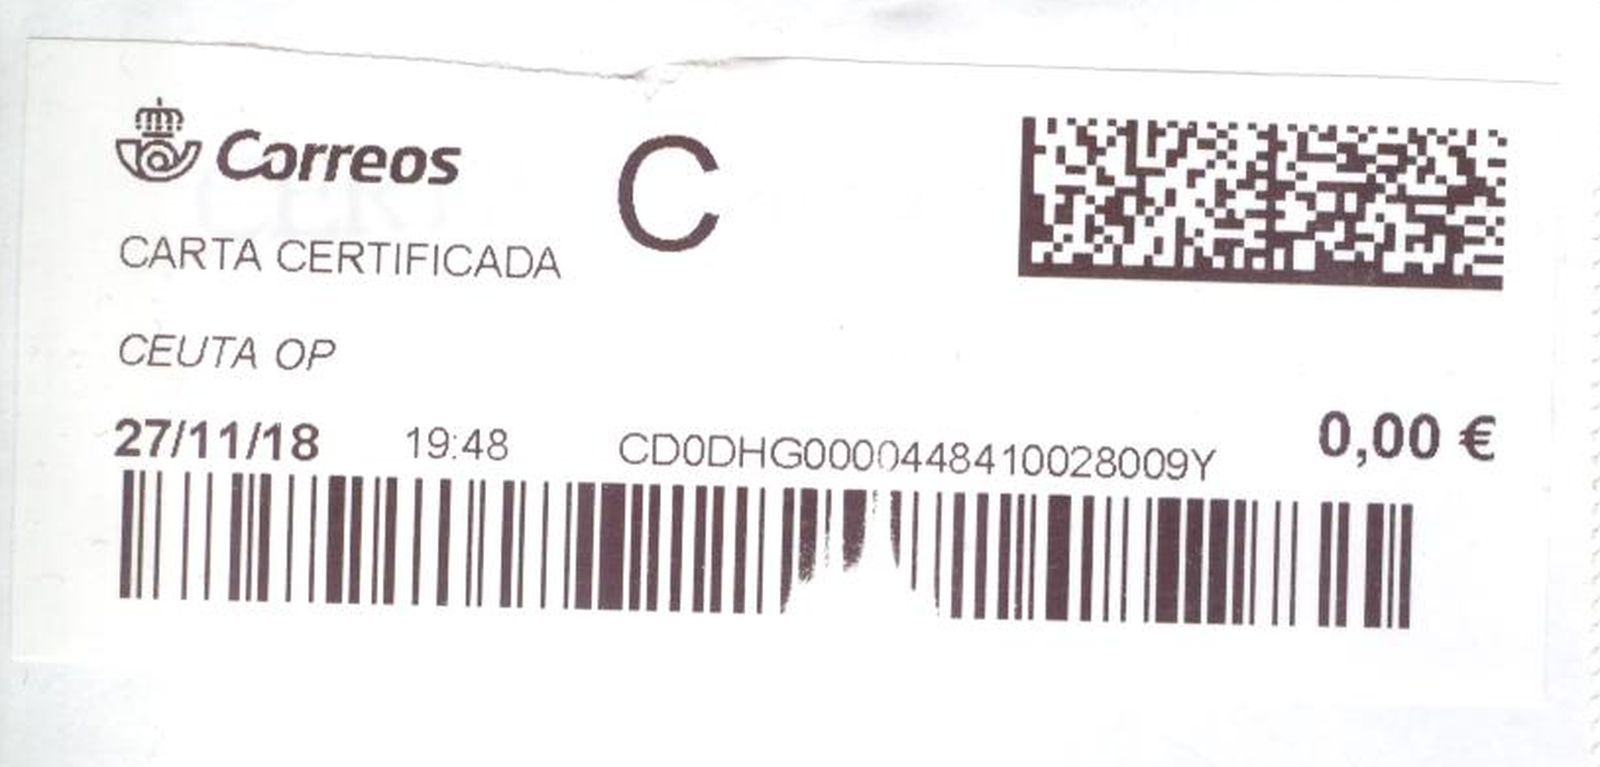 Correos
C
CARTA CERTIFICADA
CEUTA OP
27/11/18 19:48 CD0DHG0000448410028009Y 0,00 €